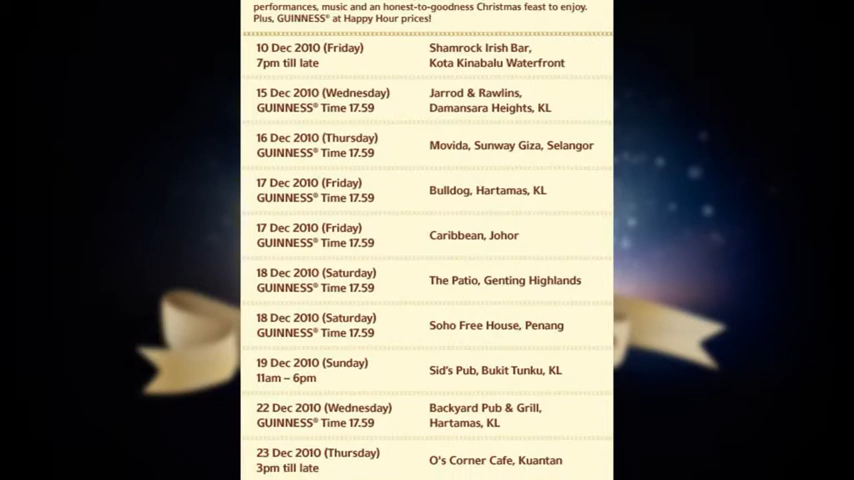 performances, music and an honest-to-goodness Christmas feast to enjoy.
Plus, GUINNESS® at Happy Hour prices!
10 Dec 2010 (Friday)
7pm till late
Shamrock Irish Bar,
Kota Kinabalu Waterfront
15 Dec 2010 (Wednesday)
GUINNESS® Time 17.59
Jarrod & Rawlins,
Damansara Heights, KL
16 Dec 2010 (Thursday)
GUINNESS® Time 17.59
Movida, Sunway Giza, Selangor
17 Dec 2010 (Friday)
GUINNESS® Time 17.59
Bulldog, Hartamas, KL
17 Dec 2010 (Friday)
GUINNESS® Time 17.59
Caribbean, Johor
18 Dec 2010 (Saturday)
GUINNESS® Time 17.59
The Patio, Genting Highlands
18 Dec 2010 (Saturday)
GUINNESS® Time 17.59
Soho Free House, Penang
19 Dec 2010 (Sunday)
11am – 6pm
Sid's Pub, Bukit Tunku, KL
22 Dec 2010 (Wednesday)
GUINNESS® Time 17.59
Backyard Pub & Grill,
Hartamas, KL
23 Dec 2010 (Thursday)
3pm till late
O's Corner Cafe, Kuantan